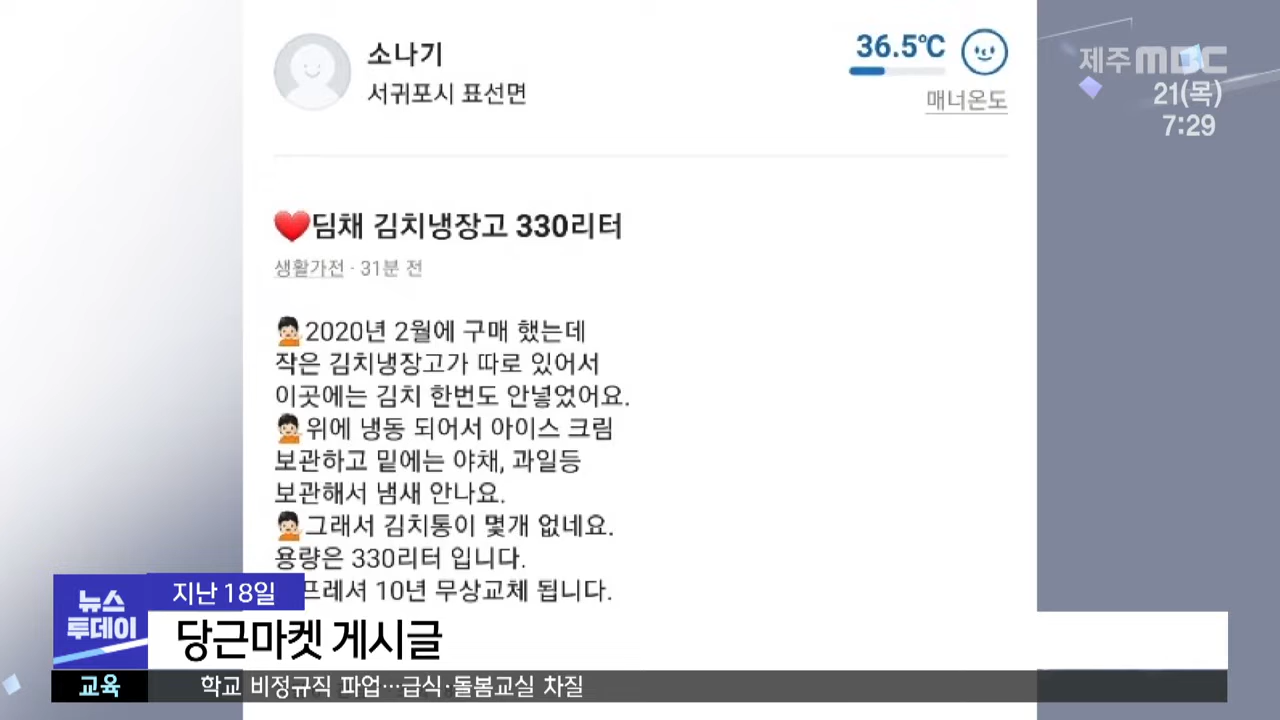 소나기
서귀포시 표선면
36.5℃
매너온도
제주MBC
21(목)
7:29
❤️딤채 김치냉장고 330리터
생활가전 · 31분 전
💁🏻2020년 2월에 구매 했는데
작은 김치냉장고가 따로 있어서
이곳에는 김치 한번도 안넣었어요.
💁🏻위에 냉동 되어서 아이스 크림
보관하고 밑에는 야채, 과일등
보관해서 냄새 안나요.
💁🏻그래서 김치통이 몇개 없네요.
용량은 330리터 입니다.
프레셔 10년 무상교체 됩니다.
뉴스
투데이
지난 18일
당근마켓 게시글
교육
학교 비정규직 파업…급식·돌봄교실 차질